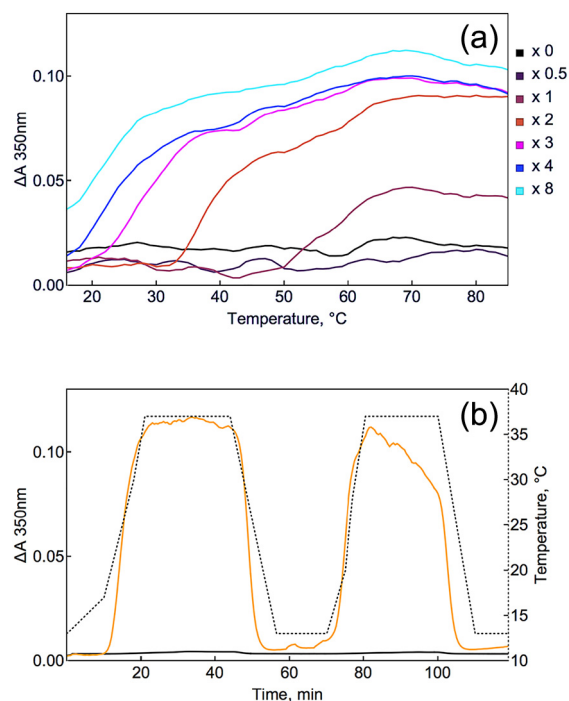 (a)
x 0
x 0.5
x 1
x 2
x 3
x 4
x 8
0.10
0.05
0.00
ΔA 350nm
20 30 40 50 60 70 80
Temperature, °C
(b)
40
35
30
25
20
15
10
Temperature, °C
0.10
0.05
0.00
ΔA 350nm
20 40 60 80 100
Time, min